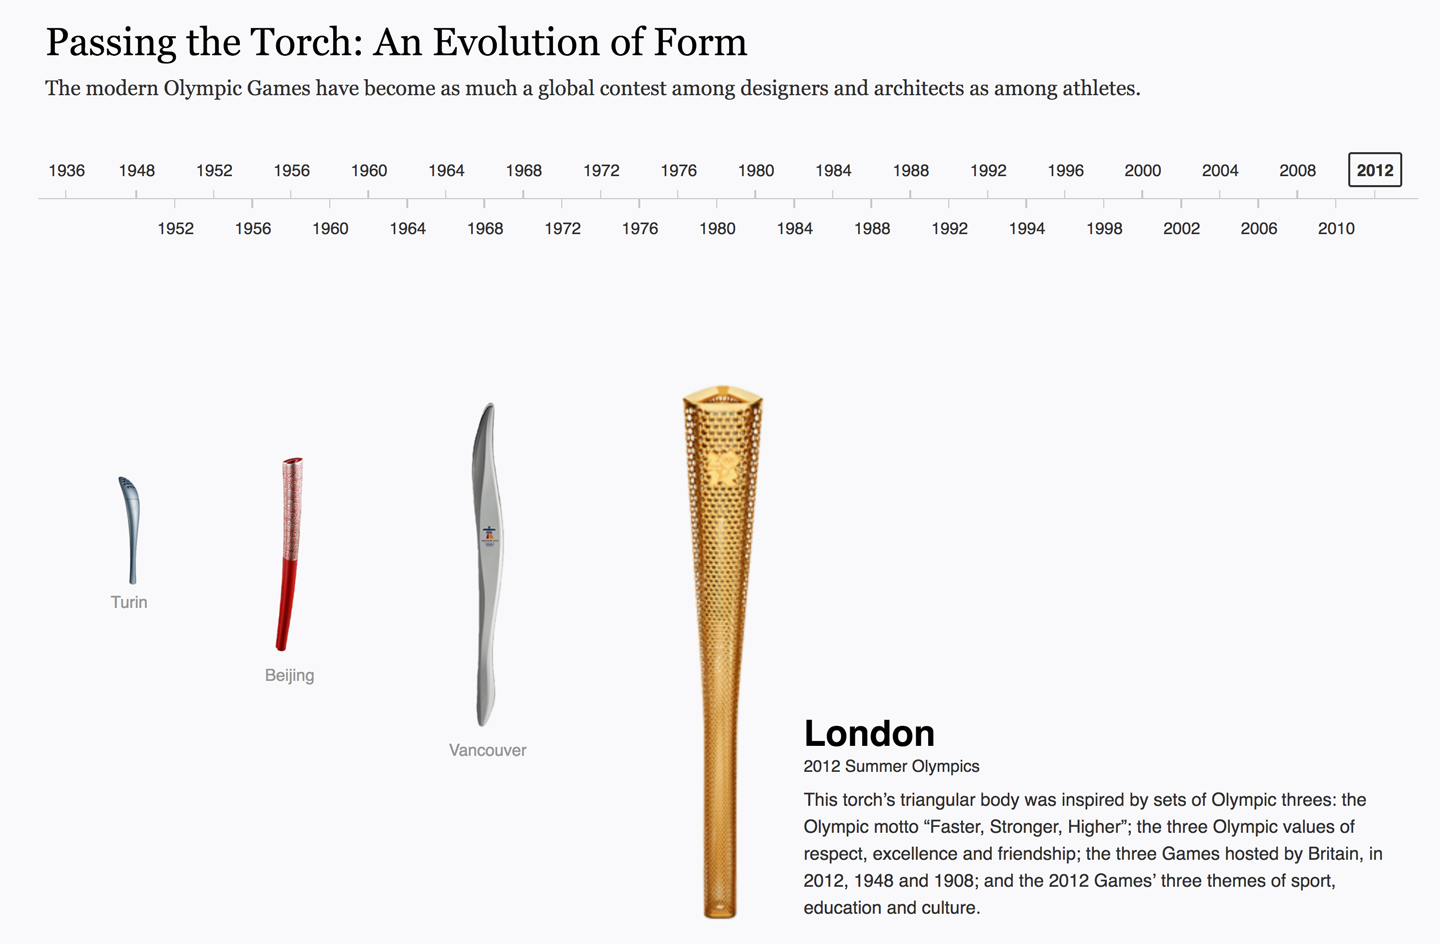 Passing the Torch: An Evolution of Form
The modern Olympic Games have become as much a global contest among designers and architects as among athletes.
1936 1948 1952 1956 1960 1964 1968 1972 1976 1980 1984 1988 1992 1996 2000 2004 2008 2012
1952 1956 1960 1964 1968 1972 1976 1980 1984 1988 1992 1994 1998 2002 2006 2010
Turin
Beijing
Vancouver
London
2012 Summer Olympics
This torch’s triangular body was inspired by sets of Olympic threes: the
Olympic motto “Faster, Stronger, Higher”; the three Olympic values of
respect, excellence and friendship; the three Games hosted by Britain, in
2012, 1948 and 1908; and the 2012 Games’ three themes of sport,
education and culture.